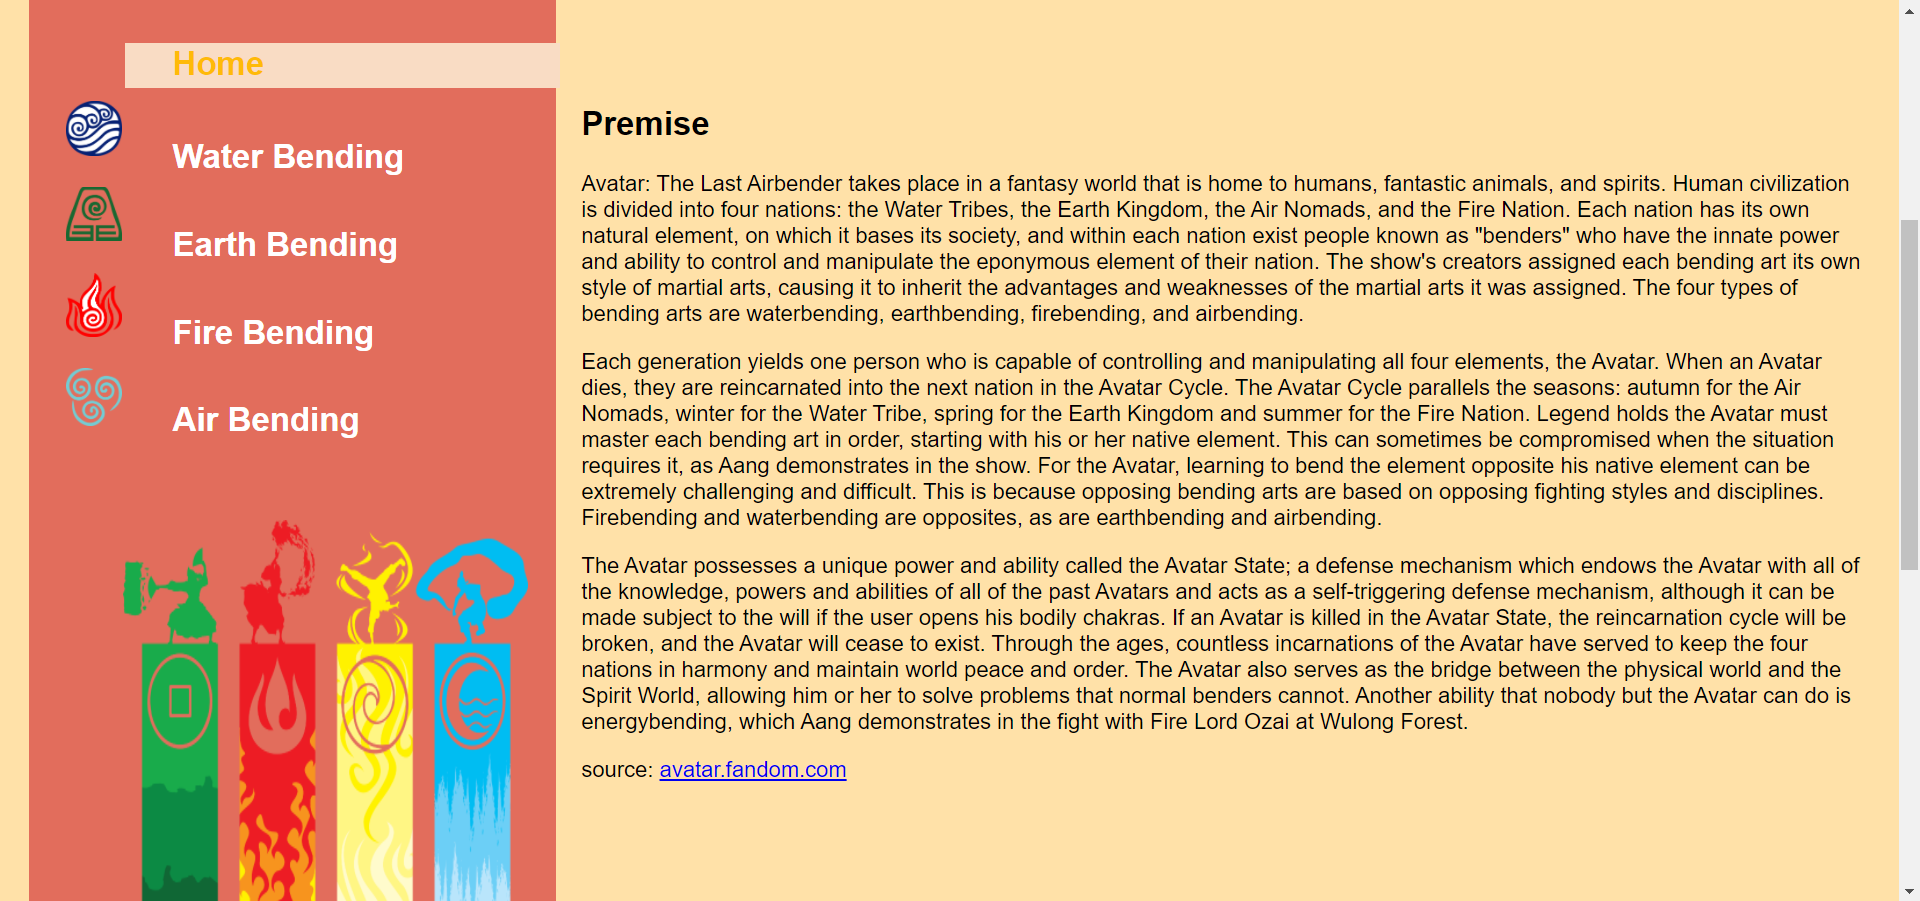 Home
Water Bending
Earth Bending
Fire Bending
Air Bending
Premise
Avatar: The Last Airbender takes place in a fantasy world that is home to humans, fantastic animals, and spirits. Human civilization
is divided into four nations: the Water Tribes, the Earth Kingdom, the Air Nomads, and the Fire Nation. Each nation has its own
natural element, on which it bases its society, and within each nation exist people known as "benders" who have the innate power
and ability to control and manipulate the eponymous element of their nation. The show's creators assigned each bending art its own
style of martial arts, causing it to inherit the advantages and weaknesses of the martial arts it was assigned. The four types of
bending arts are waterbending, earthbending, firebending, and airbending.
Each generation yields one person who is capable of controlling and manipulating all four elements, the Avatar. When an Avatar
dies, they are reincarnated into the next nation in the Avatar Cycle. The Avatar Cycle parallels the seasons: autumn for the Air
Nomads, winter for the Water Tribe, spring for the Earth Kingdom and summer for the Fire Nation. Legend holds the Avatar must
master each bending art in order, starting with his or her native element. This can sometimes be compromised when the situation
requires it, as Aang demonstrates in the show. For the Avatar, learning to bend the element opposite his native element can be
extremely challenging and difficult. This is because opposing bending arts are based on opposing fighting styles and disciplines.
Firebending and waterbending are opposites, as are earthbending and airbending.
The Avatar possesses a unique power and ability called the Avatar State; a defense mechanism which endows the Avatar with all of
the knowledge, powers and abilities of all of the past Avatars and acts as a self-triggering defense mechanism, although it can be
made subject to the will if the user opens his bodily chakras. If an Avatar is killed in the Avatar State, the reincarnation cycle will be
broken, and the Avatar will cease to exist. Through the ages, countless incarnations of the Avatar have served to keep the four
nations in harmony and maintain world peace and order. The Avatar also serves as the bridge between the physical world and the
Spirit World, allowing him or her to solve problems that normal benders cannot. Another ability that nobody but the Avatar can do is
energybending, which Aang demonstrates in the fight with Fire Lord Ozai at Wulong Forest.
source: avatar.fandom.com